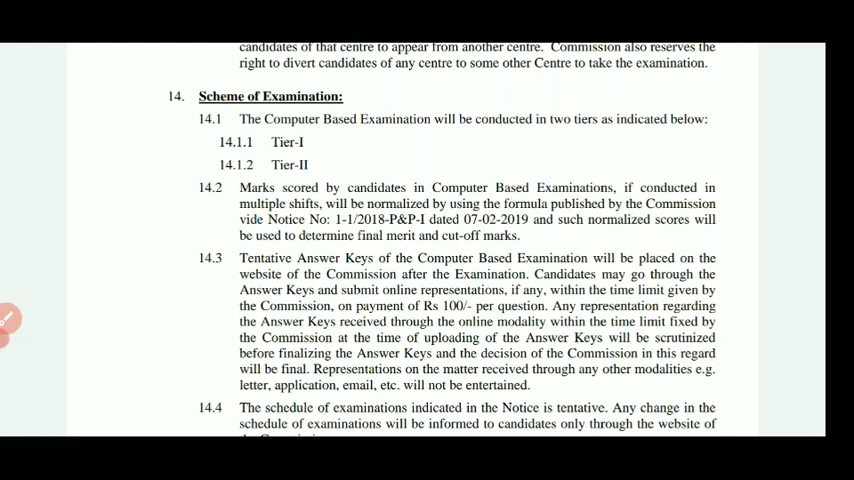 candidates of that centre to appear from another centre. Commission also reserves the
right to divert candidates of any centre to some other Centre to take the examination.
14. Scheme of Examination:
14.1 The Computer Based Examination will be conducted in two tiers as indicated below:
14.1.1 Tier-I
14.1.2 Tier-II
14.2 Marks scored by candidates in Computer Based Examinations, if conducted in
multiple shifts, will be normalized by using the formula published by the Commission
vide Notice No: 1-1/2018-P&P-I dated 07-02-2019 and such normalized scores will
be used to determine final merit and cut-off marks.
14.3 Tentative Answer Keys of the Computer Based Examination will be placed on the
website of the Commission after the Examination. Candidates may go through the
Answer Keys and submit online representations, if any, within the time limit given by
the Commission, on payment of Rs 100/- per question. Any representation regarding
the Answer Keys received through the online modality within the time limit fixed by
the Commission at the time of uploading of the Answer Keys will be scrutinized
before finalizing the Answer Keys and the decision of the Commission in this regard
will be final. Representations on the matter received through any other modalities e.g.
letter, application, email, etc. will not be entertained.
14.4 The schedule of examinations indicated in the Notice is tentative. Any change in the
schedule of examinations will be informed to candidates only through the website of